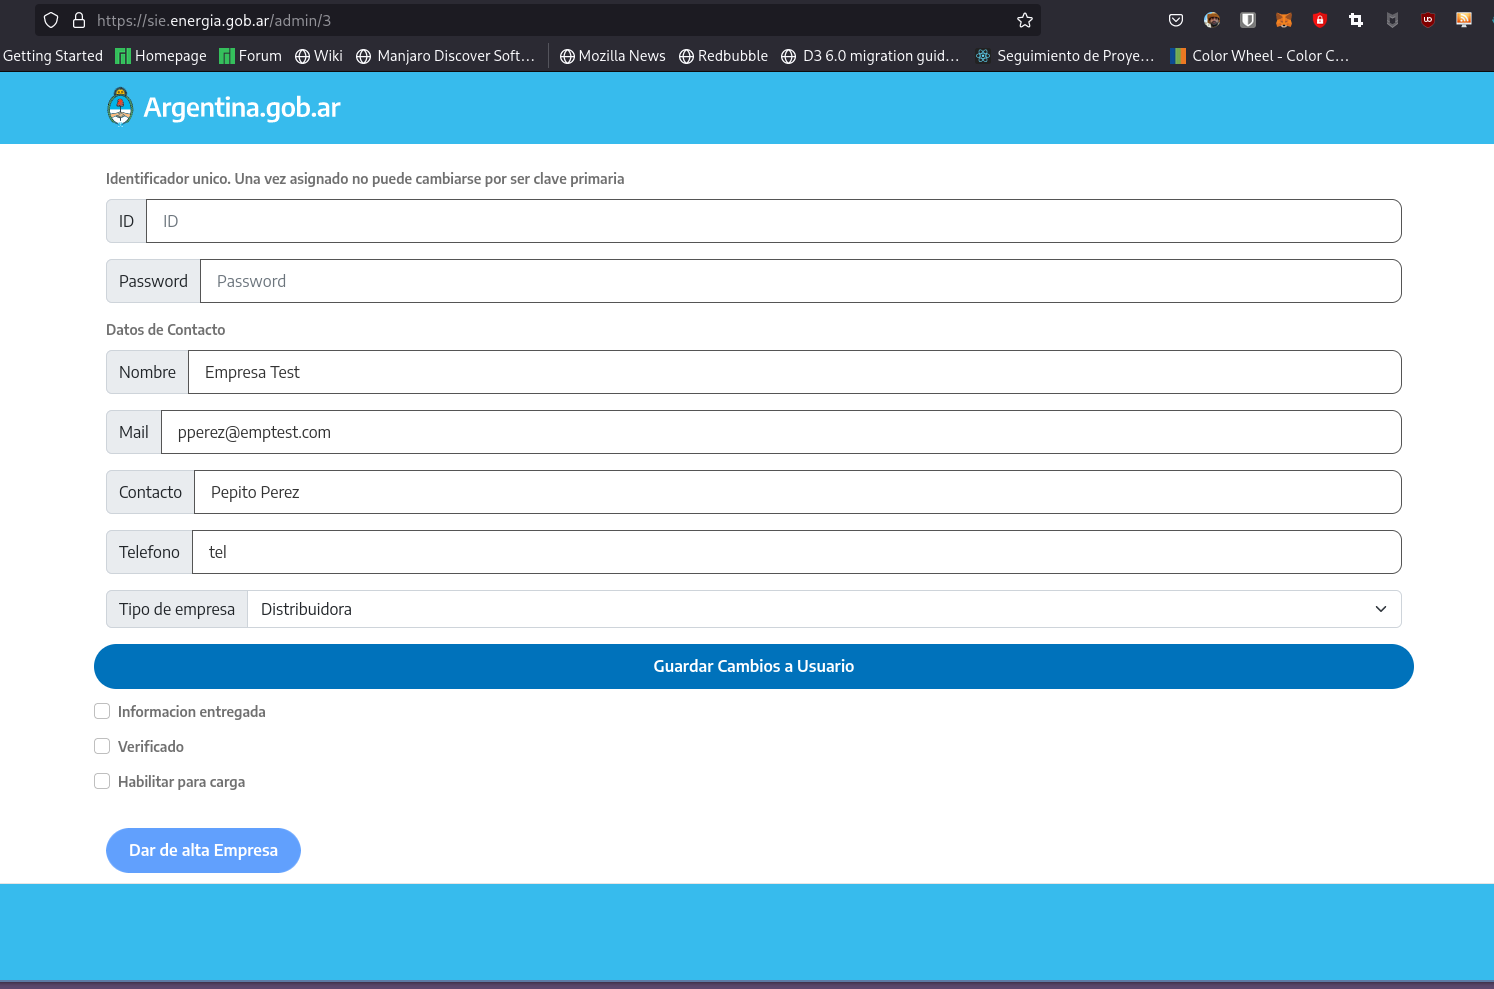 https://sie.energia.gob.ar/admin/3
Getting Started Homepage Forum Wiki Manjaro Discover Soft... Mozilla News Redbubble D3 6.0 migration guid... Seguimiento de Proye... Color Wheel - Color C...
Argentina.gob.ar
Identificador unico. Una vez asignado no puede cambiarse por ser clave primaria
ID ID
Password Password
Datos de Contacto
Nombre Empresa Test
Mail pperez@emptest.com
Contacto Pepito Perez
Telefono tel
Tipo de empresa Distribuidora
Guardar Cambios a Usuario
Informacion entregada
Verificado
Habilitar para carga
Dar de alta Empresa